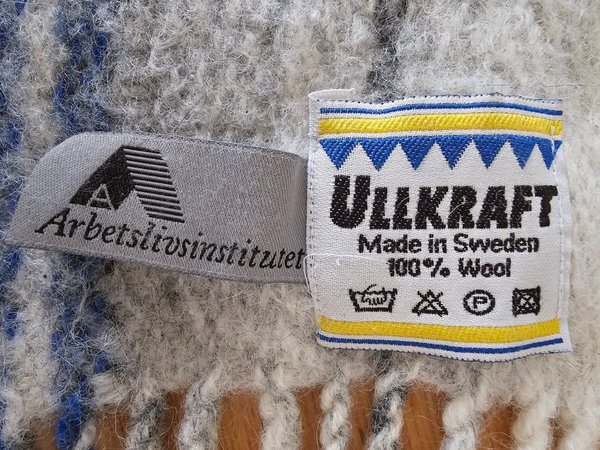 A
Arbetslivsinstitutet
ULLKRAFT
Made in Sweden
100% Wool
P